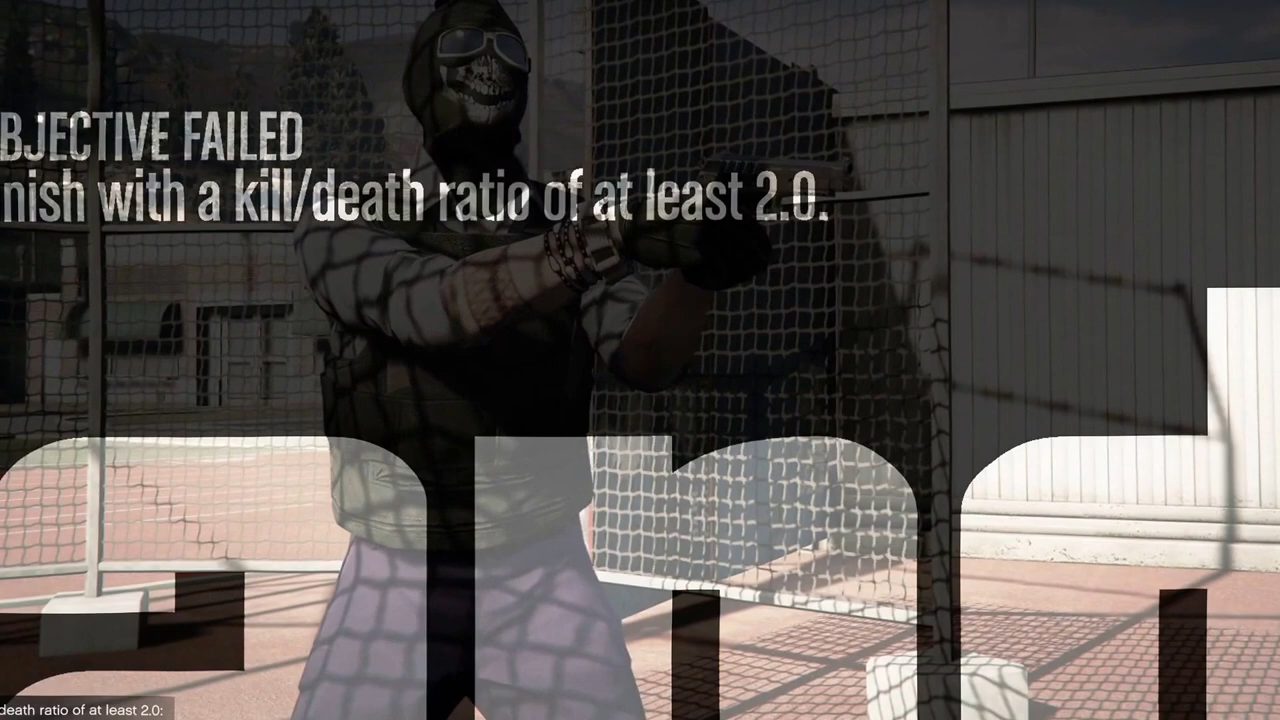 BJECTIVE FAILED
nish with a kill/death ratio of at least 2.0.
end
death ratio of at least 2.0: